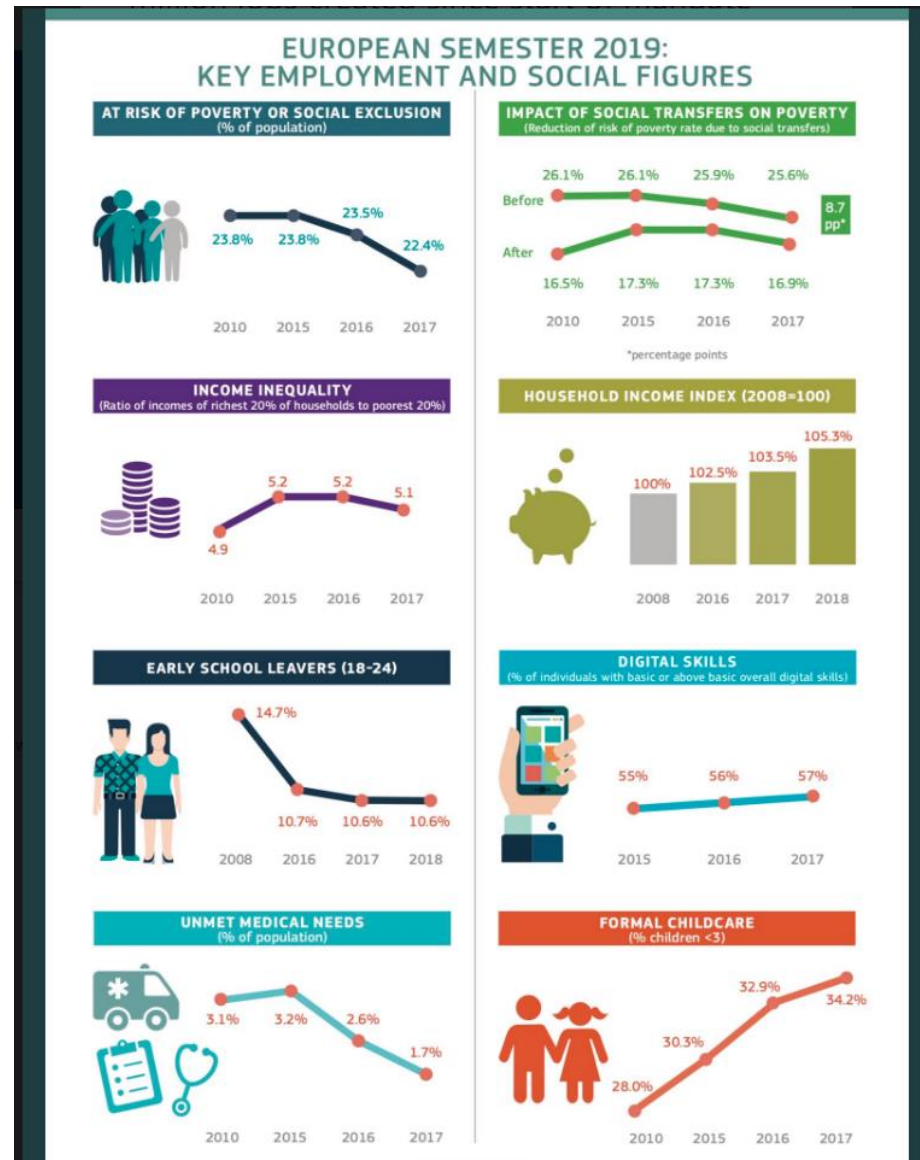 EUROPEAN SEMESTER 2019:
KEY EMPLOYMENT AND SOCIAL FIGURES
AT RISK OF POVERTY OR SOCIAL EXCLUSION
(% of population)
23.8%
23.8%
23.5%
22.4%
2010 2015 2016 2017
IMPACT OF SOCIAL TRANSFERS ON POVERTY
(Reduction of risk of poverty rate due to social transfers)
26.1% 26.1% 25.9% 25.6%
Before
8.7
pp*
After
16.5% 17.3% 17.3% 16.9%
2010 2015 2016 2017
*percentage points
INCOME INEQUALITY
(Ratio of incomes of richest 20% of households to poorest 20%)
4.9
5.2
5.2
5.1
2010 2015 2016 2017
HOUSEHOLD INCOME INDEX (2008=100)
100%
102.5%
103.5%
105.3%
2008 2016 2017 2018
EARLY SCHOOL LEAVERS (18-24)
14.7%
10.7% 10.6% 10.6%
2008 2016 2017 2018
DIGITAL SKILLS
(% of individuals with basic or above basic overall digital skills)
55% 56% 57%
2015 2016 2017
UNMET MEDICAL NEEDS
(% of population)
3.1% 3.2%
2.6%
1.7%
2010 2015 2016 2017
FORMAL CHILDCARE
(% children <3)
28.0%
30.3%
32.9%
34.2%
2010 2015 2016 2017